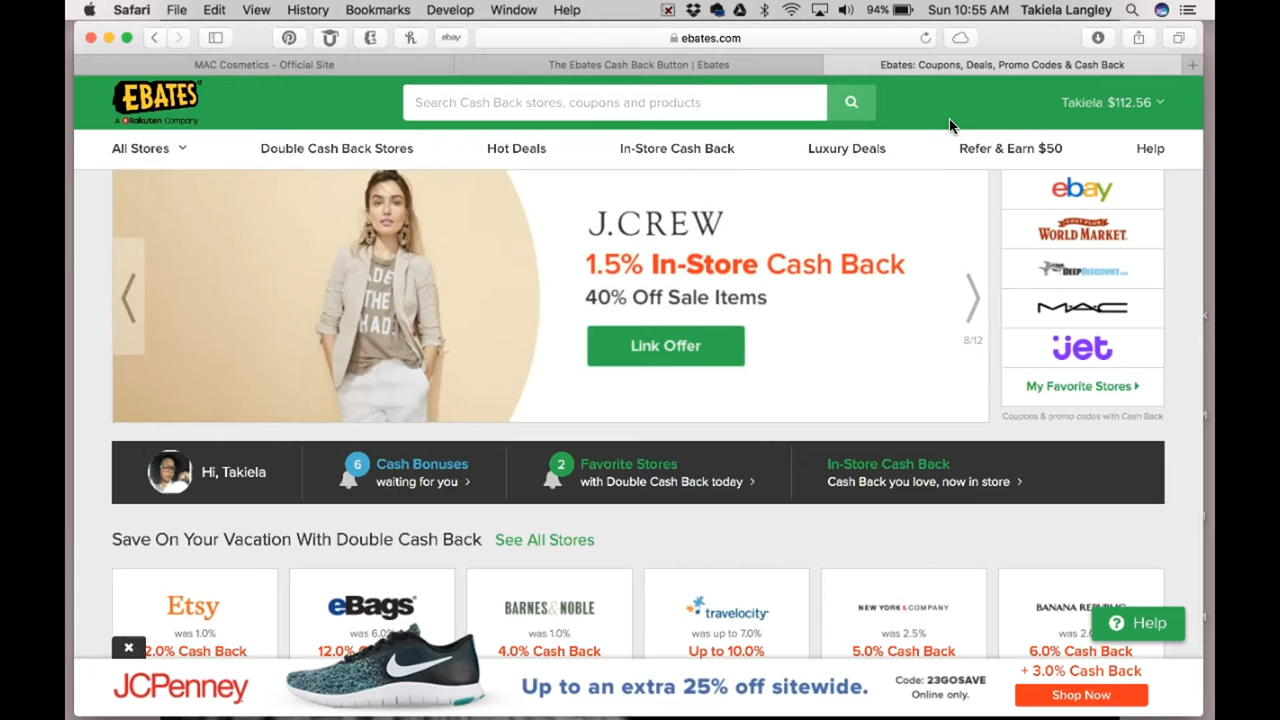 Safari File Edit View History Bookmarks Develop Window Help 94% Sun 10:55 AM Takiela Langley
ebay ebates.com
MAC Cosmetics - Official Site The Ebates Cash Back Button | Ebates Ebates: Coupons, Deals, Promo Codes & Cash Back
EBATES
A Rakuten Company
Search Cash Back stores, coupons and products
Takiela $112.56
All Stores Double Cash Back Stores Hot Deals In-Store Cash Back Luxury Deals Refer & Earn $50 Help
J.CREW
1.5% In-Store Cash Back
40% Off Sale Items
Link Offer
8/12
ebay
WORLD MARKET
DEEPDISCOUNT
MAC
jet
My Favorite Stores
Coupons & promo codes with Cash Back
Hi, Takiela
6 Cash Bonuses
waiting for you
2 Favorite Stores
with Double Cash Back today
In-Store Cash Back
Cash Back you love, now in store
Save On Your Vacation With Double Cash Back See All Stores
Etsy
was 1.0%
2.0% Cash Back
eBags
was 6.0%
12.0%
BARNES & NOBLE
was 1.0%
4.0% Cash Back
travelocity
was up to 7.0%
Up to 10.0%
NEW YORK & COMPANY
was 2.5%
5.0% Cash Back
BANANA
6.0% Cash Back
Help
JCPenney
Up to an extra 25% off sitewide.
Code: 23GOSAVE
Online only.
+ 3.0% Cash Back
Shop Now